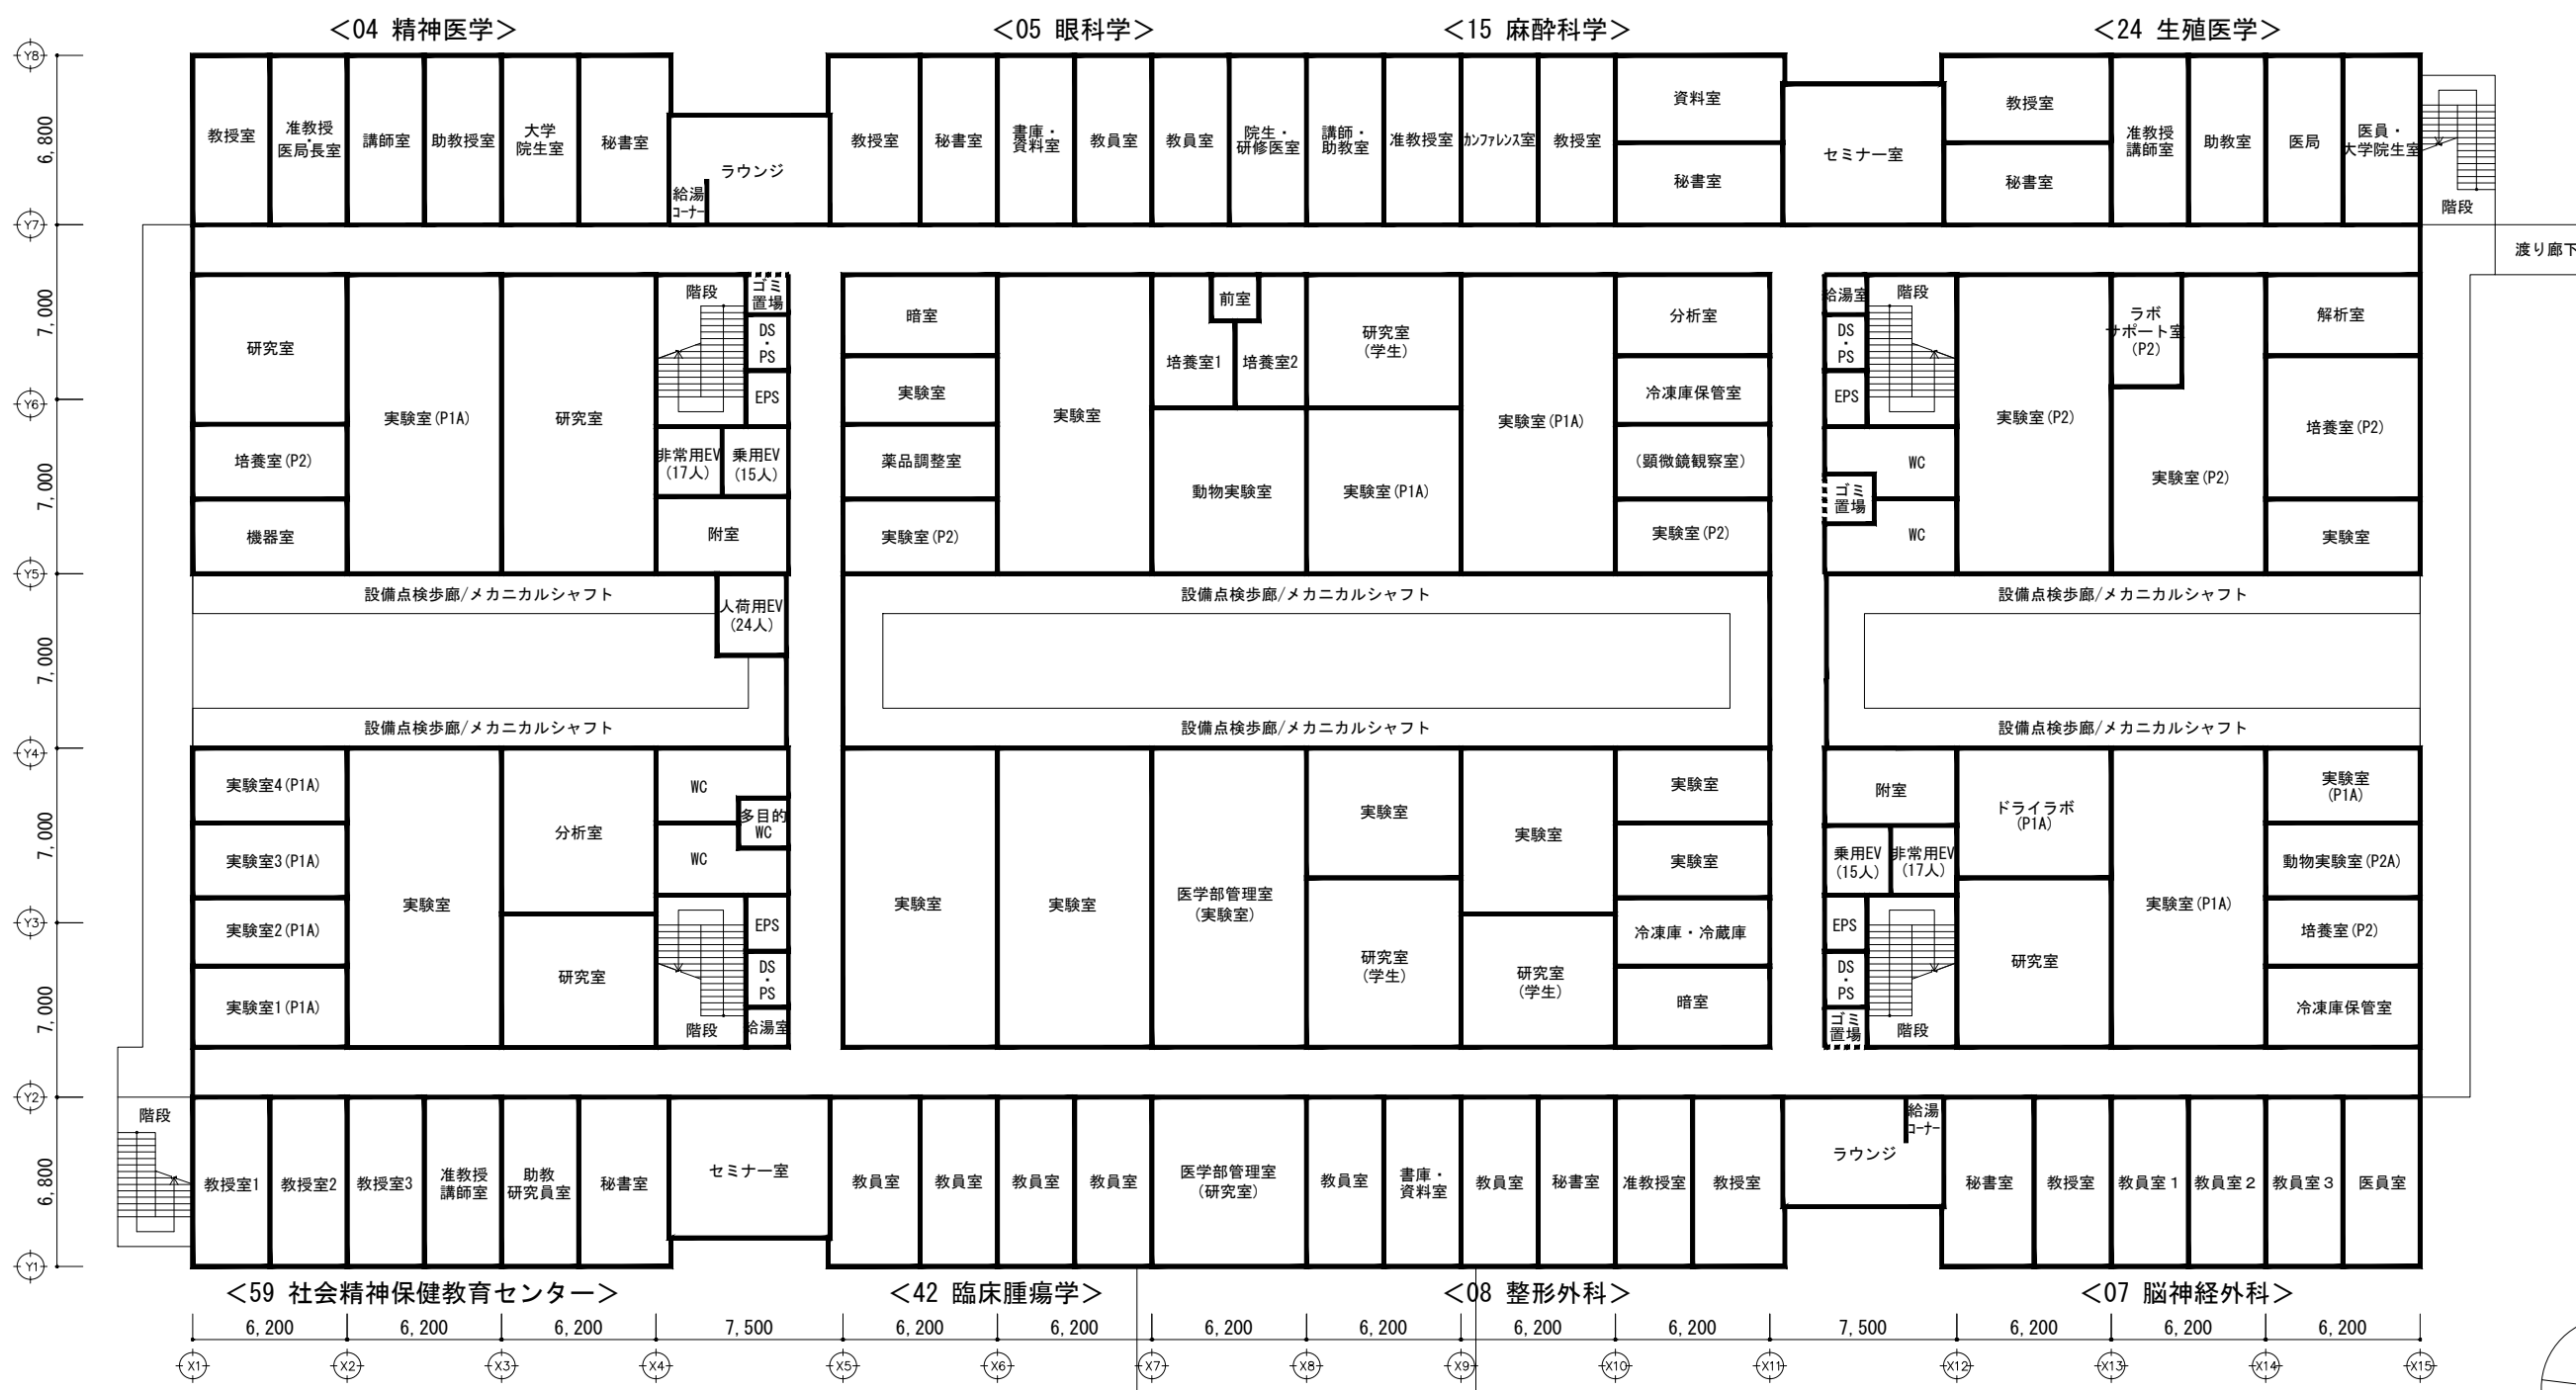 ＜04 精神医学＞
＜05 眼科学＞
＜15 麻酔科学＞
＜24 生殖医学＞
Y8
6,800
教授室
准教授
・
医局長室
講師室
助教授室
大学
院生室
秘書室
ラウンジ
給湯
コーナー
教授室
秘書室
書庫・
資料室
教員室
教員室
院生・
研修医室
講師・
助教室
准教授室
カンファレンス室
教授室
資料室
秘書室
セミナー室
教授室
秘書室
准教授
講師室
助教室
医局
医員・
大学院生室
階段
Y7
渡り廊下
7,000
研究室
培養室(P2)
機器室
実験室(P1A)
研究室
階段
ゴミ
置場
DS
・
PS
EPS
非常用EV
(17人)
乗用EV
(15人)
附室
暗室
実験室
薬品調整室
実験室(P2)
実験室
前室
培養室1
培養室2
動物実験室
研究室
(学生)
実験室(P1A)
実験室(P1A)
分析室
冷凍庫保管室
(顕微鏡観察室)
実験室(P2)
給湯室
階段
DS
・
PS
EPS
WC
ゴミ
置場
WC
実験室(P2)
ラボ
サポート室
(P2)
実験室(P2)
解析室
培養室(P2)
実験室
Y6
7,000
Y5
設備点検歩廊/メカニカルシャフト
設備点検歩廊/メカニカルシャフト
設備点検歩廊/メカニカルシャフト
人荷用EV
(24人)
7,000
設備点検歩廊/メカニカルシャフト
設備点検歩廊/メカニカルシャフト
設備点検歩廊/メカニカルシャフト
Y4
7,000
実験室4(P1A)
実験室3(P1A)
実験室2(P1A)
実験室1(P1A)
実験室
分析室
研究室
WC
多目的
WC
WC
EPS
DS
・
PS
階段
給湯室
実験室
実験室
医学部管理室
(実験室)
実験室
研究室
(学生)
実験室
研究室
(学生)
実験室
実験室
冷凍庫・冷蔵庫
暗室
附室
乗用EV
(15人)
非常用EV
(17人)
EPS
DS
・
PS
ゴミ
置場
階段
ドライラボ
(P1A)
研究室
実験室(P1A)
実験室
(P1A)
動物実験室(P2A)
培養室(P2)
冷凍庫保管室
Y3
7,000
Y2
6,800
階段
教授室1
教授室2
教授室3
准教授
講師室
助教
研究員室
秘書室
セミナー室
教員室
教員室
教員室
教員室
医学部管理室
(研究室)
教員室
書庫・
資料室
教員室
秘書室
准教授室
教授室
ラウンジ
給湯
コーナー
秘書室
教授室
教員室１
教員室２
教員室３
医員室
Y1
＜59 社会精神保健教育センター＞
＜42 臨床腫瘍学＞
＜08 整形外科＞
＜07 脳神経外科＞
6,200 6,200 6,200 7,500 6,200 6,200 6,200 6,200 6,200 6,200 7,500 6,200 6,200 6,200
X1 X2 X3 X4 X5 X6 X7 X8 X9 X10 X11 X12 X13 X14 X15